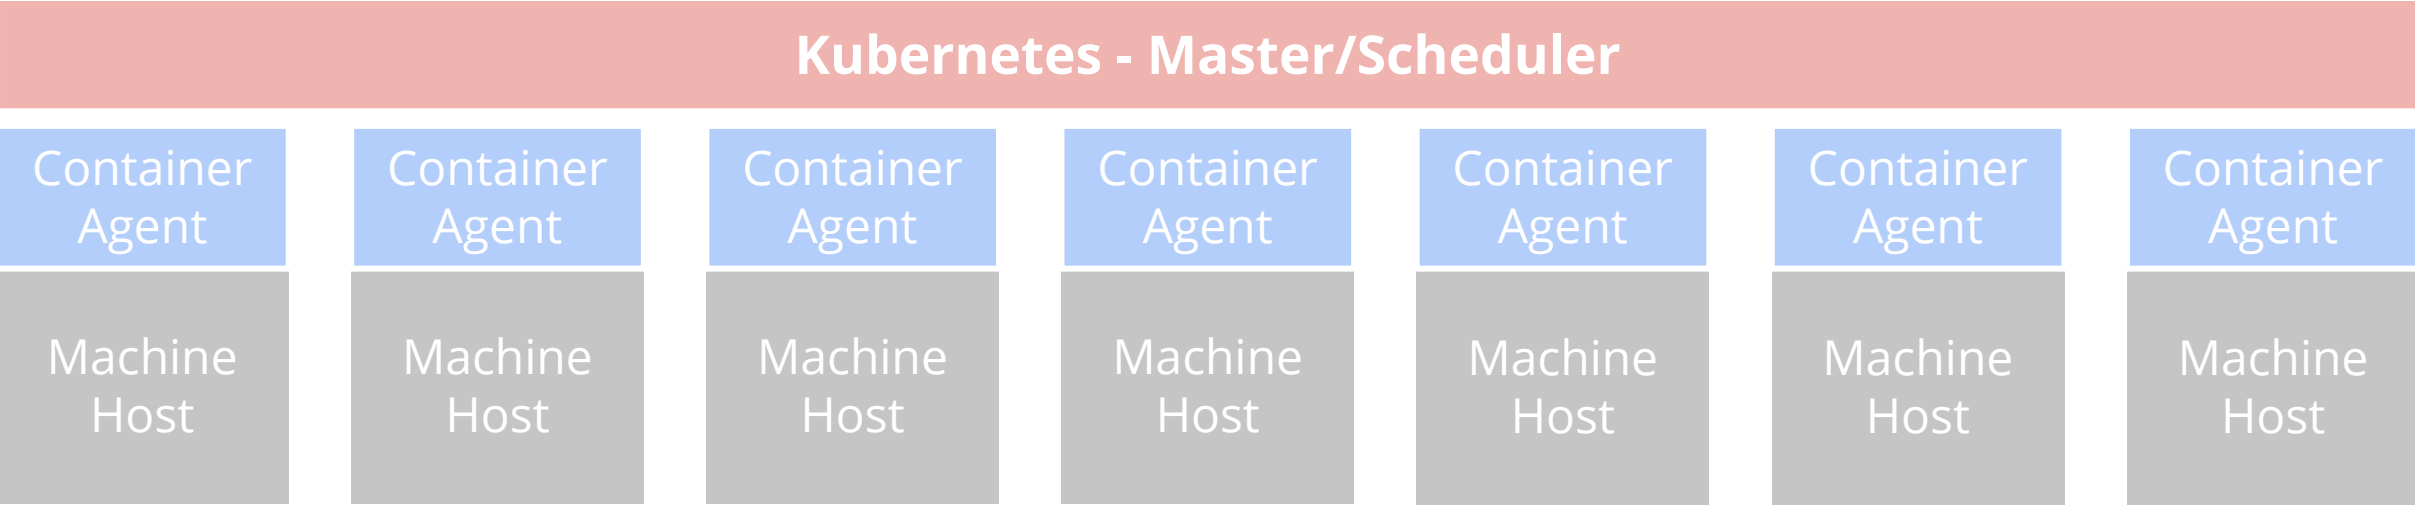 Kubernetes - Master/Scheduler
Container
Agent
Container
Agent
Container
Agent
Container
Agent
Container
Agent
Container
Agent
Container
Agent
Machine
Host
Machine
Host
Machine
Host
Machine
Host
Machine
Host
Machine
Host
Machine
Host